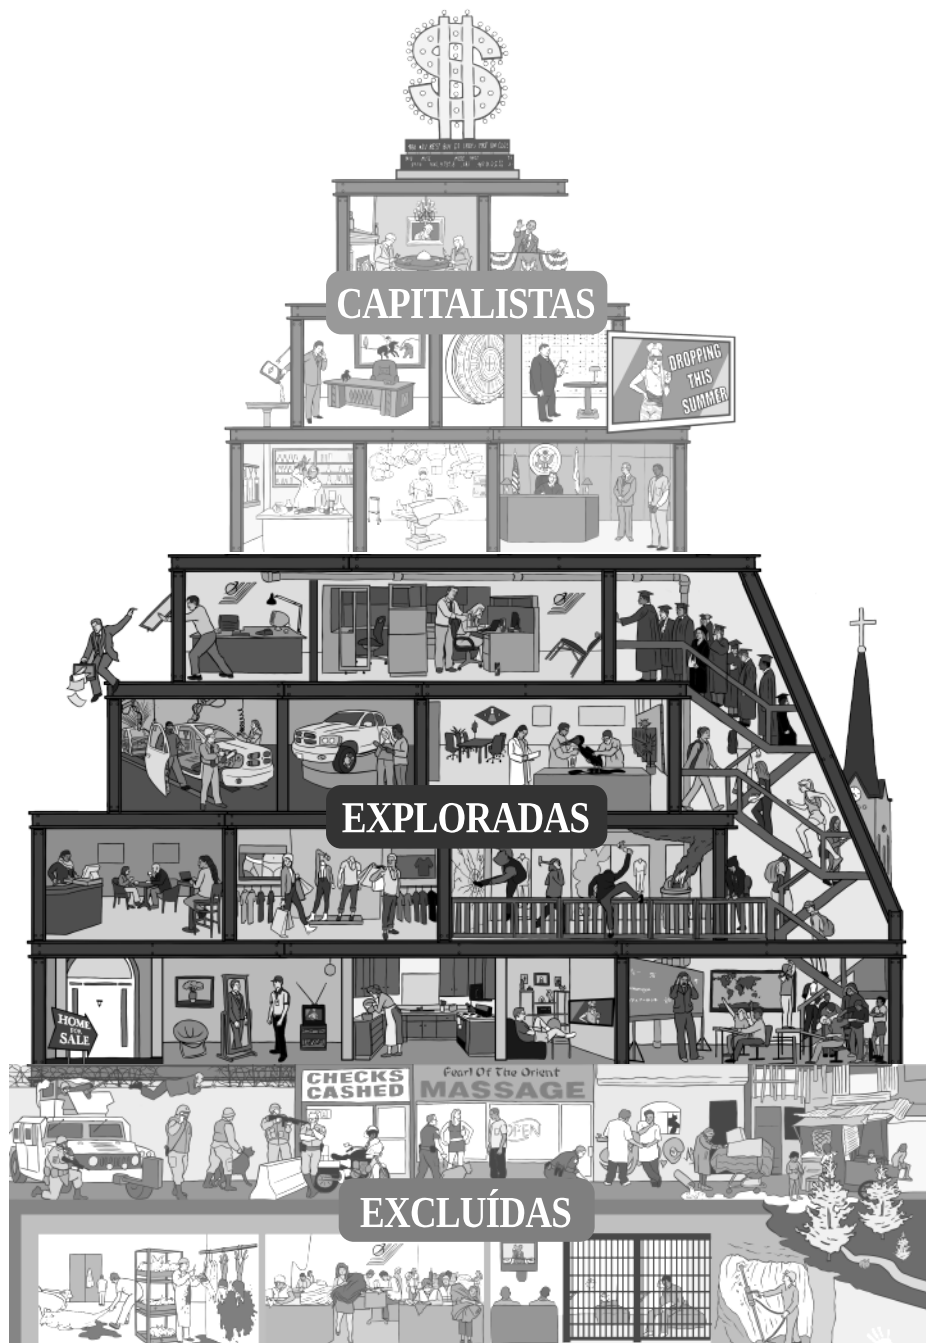 CAPITALISTAS
DROPPING
THIS
SUMMER
EXPLORADAS
HOME
FOR
SALE
CHECKS
CASHED
Pearl Of The Orient
MASSAGE
OPEN
EXCLUÍDAS